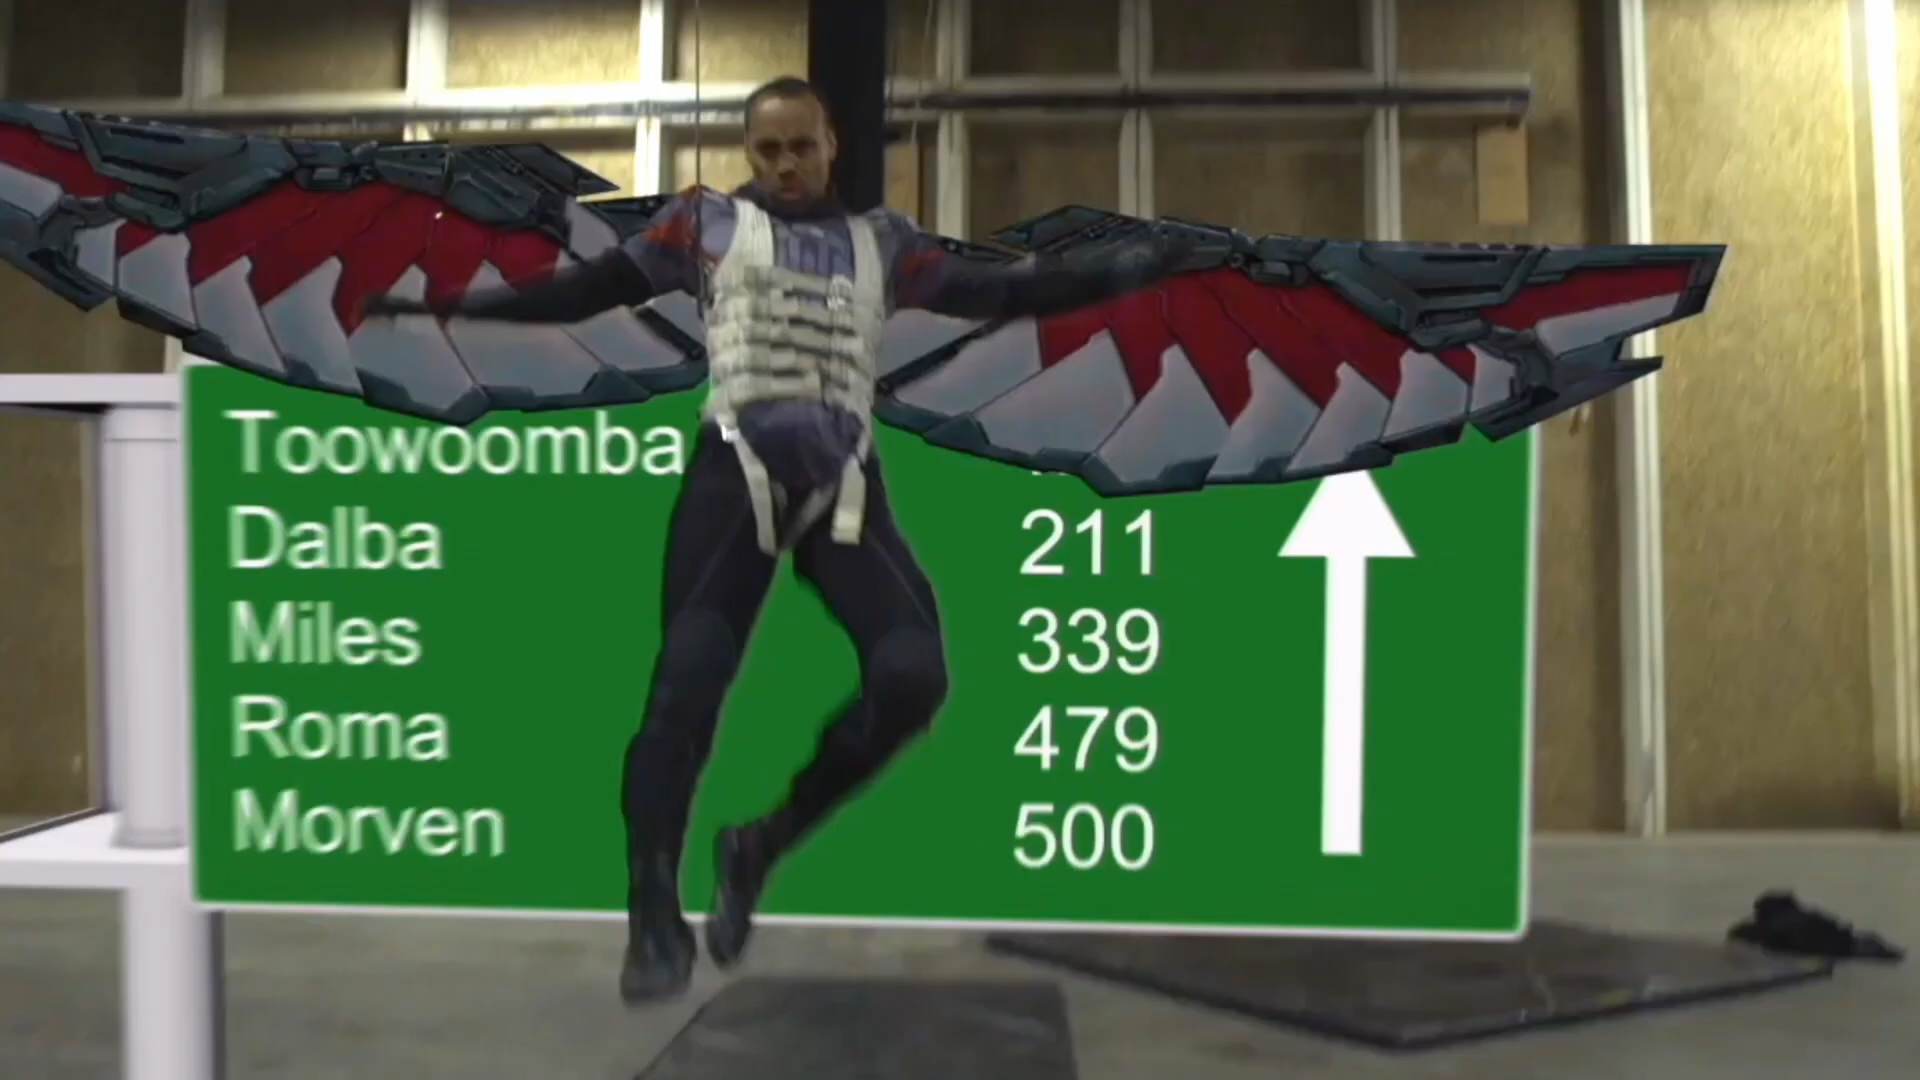 Toowoomba
Dalba 211
Miles 339
Roma 479
Morven 500